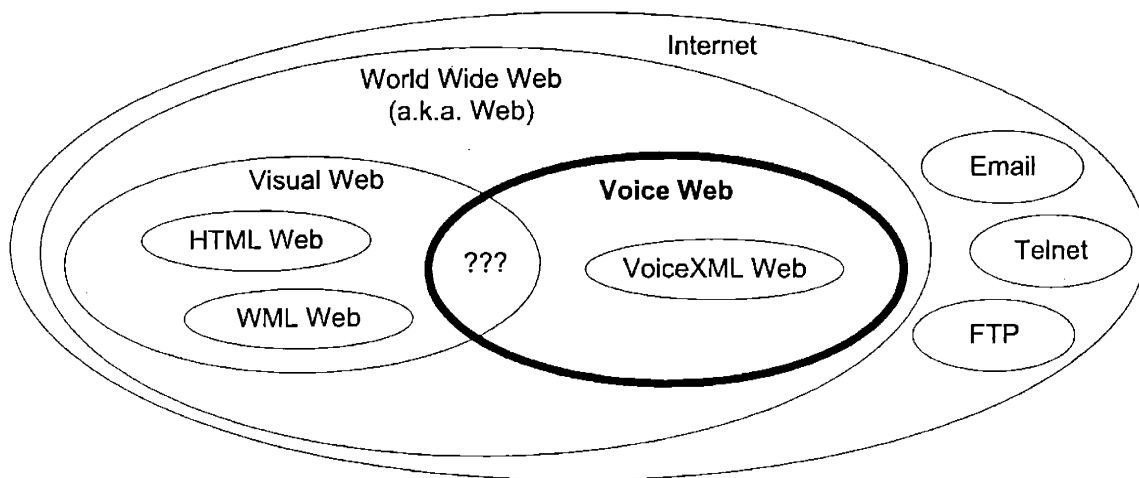 Internet
World Wide Web
(a.k.a. Web)
Visual Web
Voice Web
HTML Web
???
VoiceXML Web
WML Web
Email
Telnet
FTP